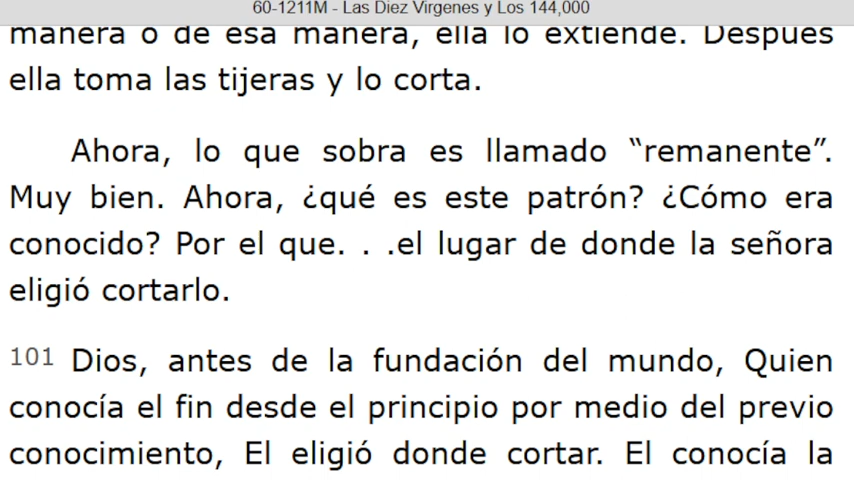 60-1211M - Las Diez Virgenes y Los 144,000
manera o de esa manera, ella lo extiende. Después
ella toma las tijeras y lo corta.
Ahora, lo que sobra es llamado “remanente”.
Muy bien. Ahora, ¿qué es este patrón? ¿Cómo era
conocido? Por el que. . .el lugar de donde la señora
eligió cortarlo.
101 Dios, antes de la fundación del mundo, Quien
conocía el fin desde el principio por medio del previo
conocimiento, El eligió donde cortar. El conocía la